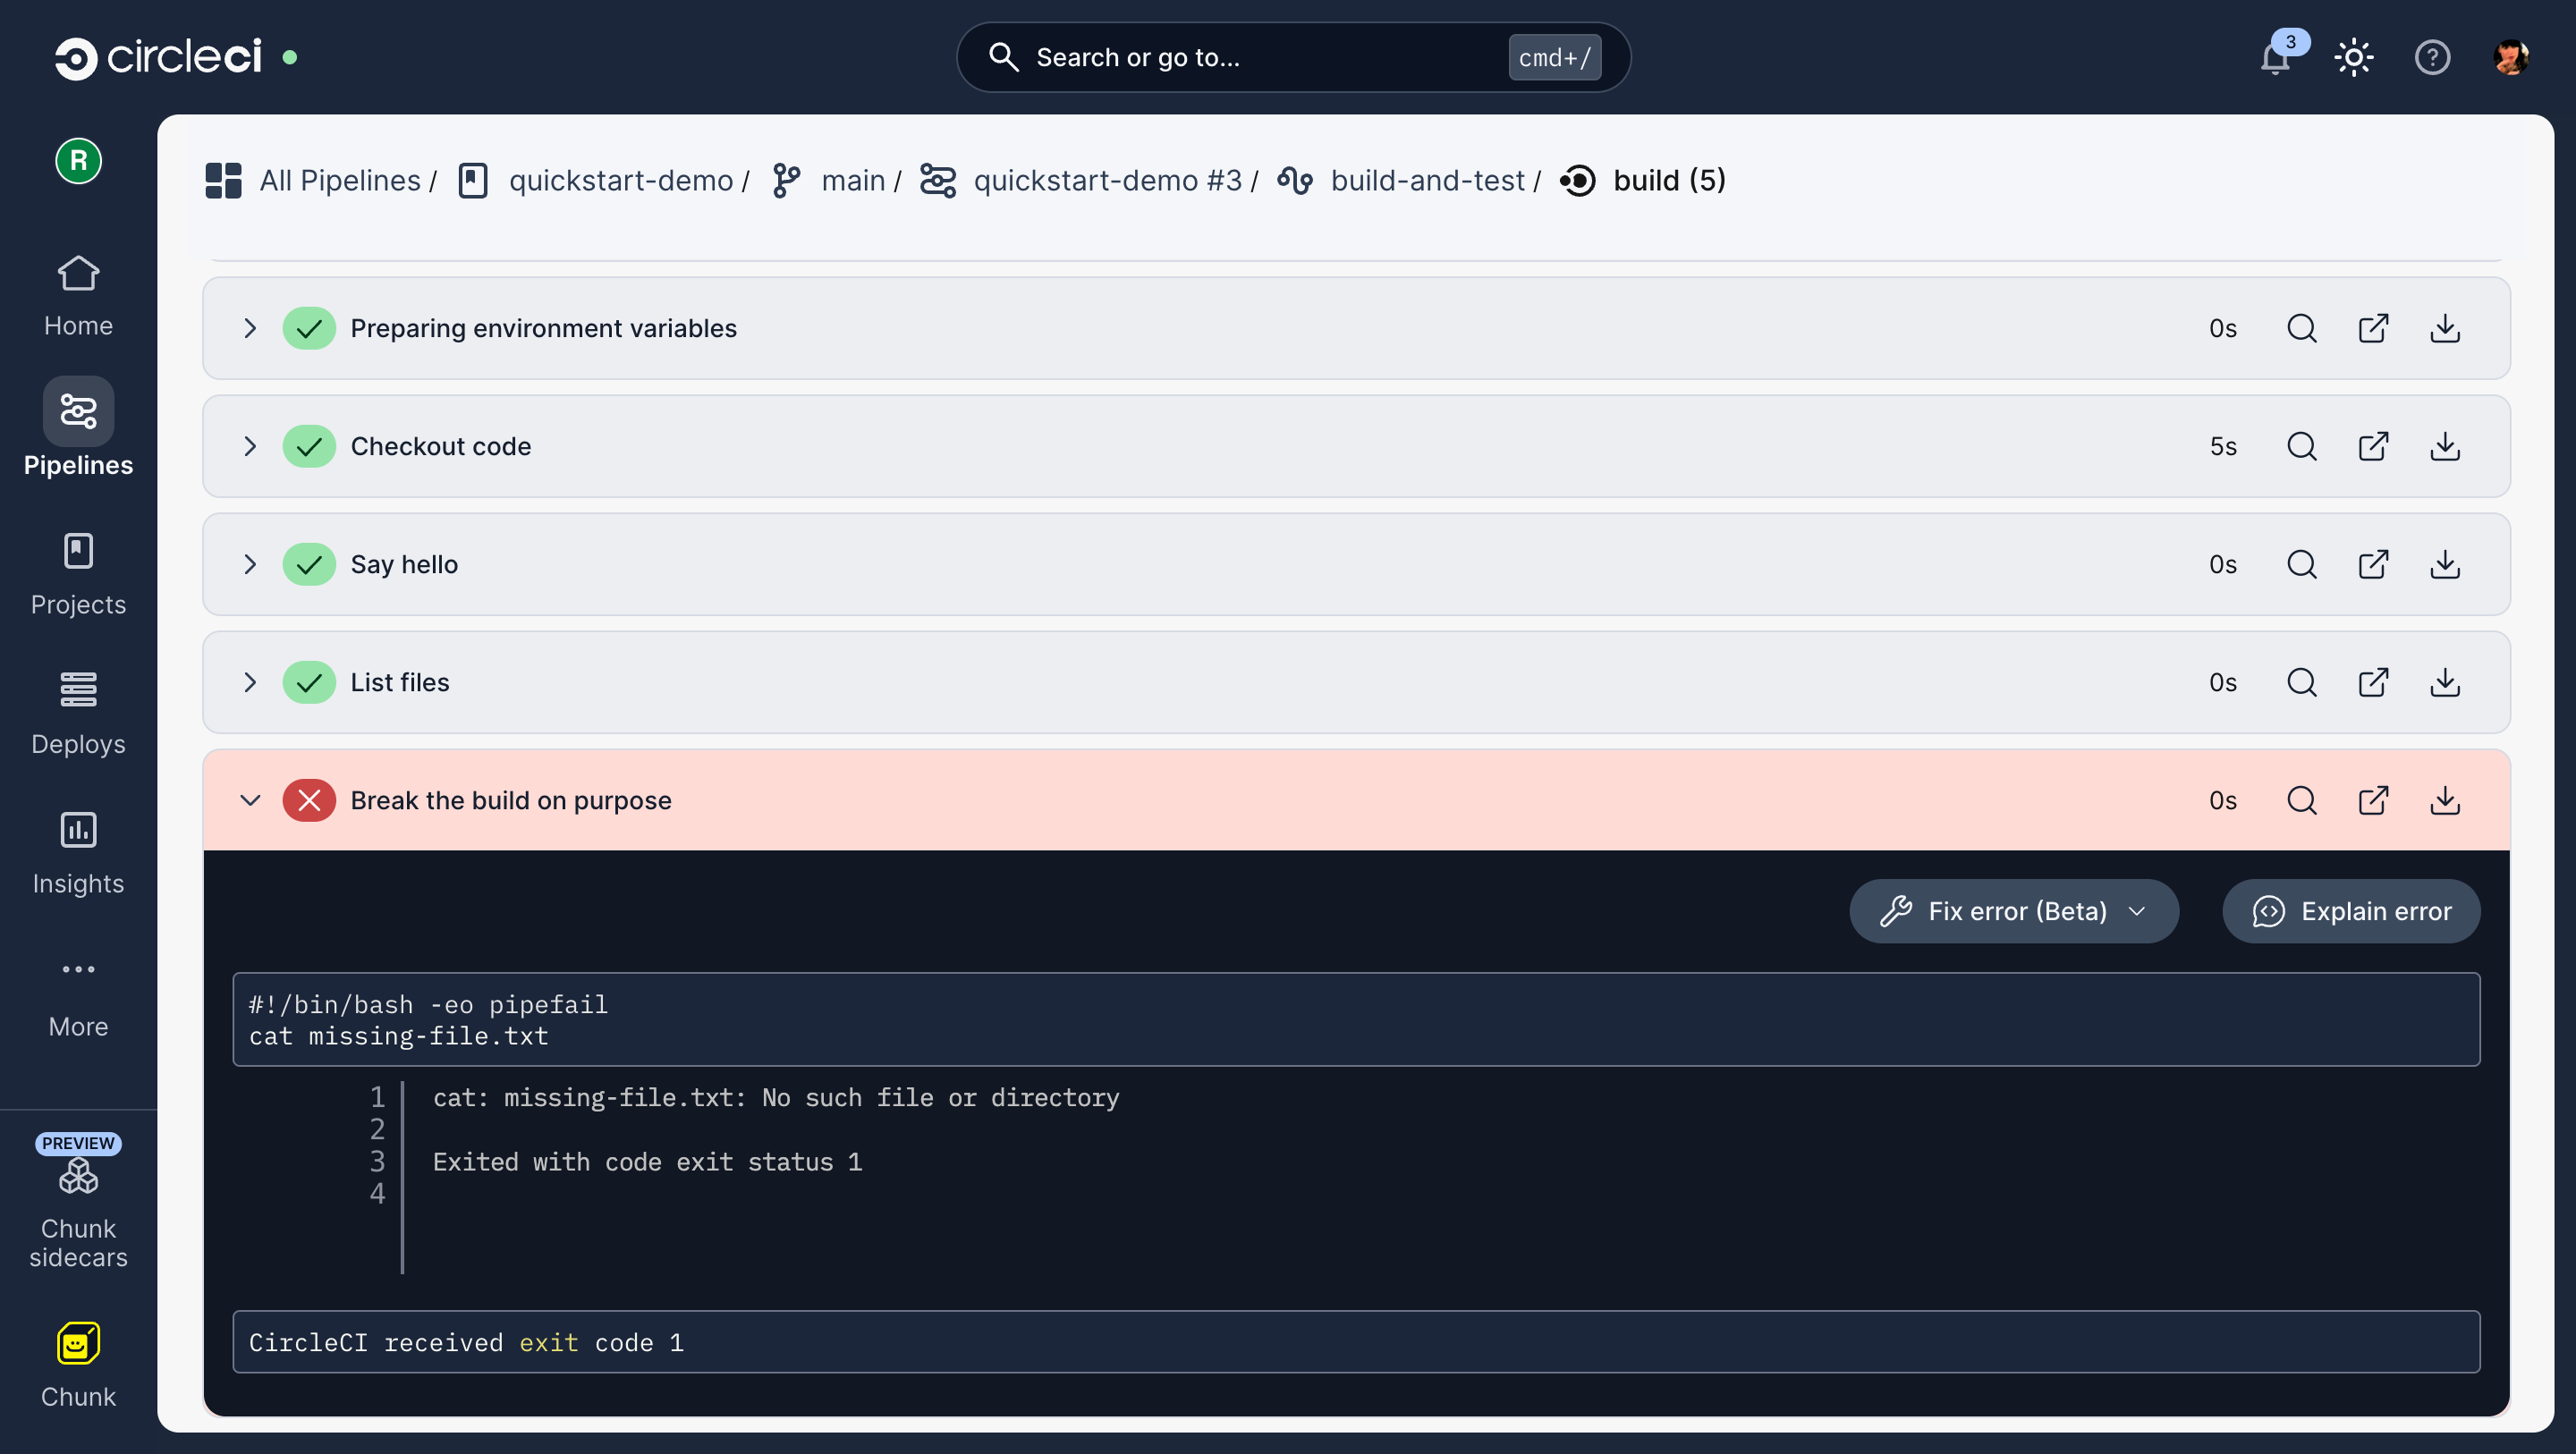 circleci
Search or go to... cmd+/
3
R
All Pipelines / quickstart-demo / main / quickstart-demo #3 / build-and-test / build (5)
Home
Pipelines
Projects
Deploys
Insights
More
PREVIEW
Chunk
sidecars
Chunk
Preparing environment variables 0s
Checkout code 5s
Say hello 0s
List files 0s
Break the build on purpose 0s
Fix error (Beta) Explain error
#!/bin/bash -eo pipefail
cat missing-file.txt
1 cat: missing-file.txt: No such file or directory
2
3 Exited with code exit status 1
4
CircleCI received exit code 1